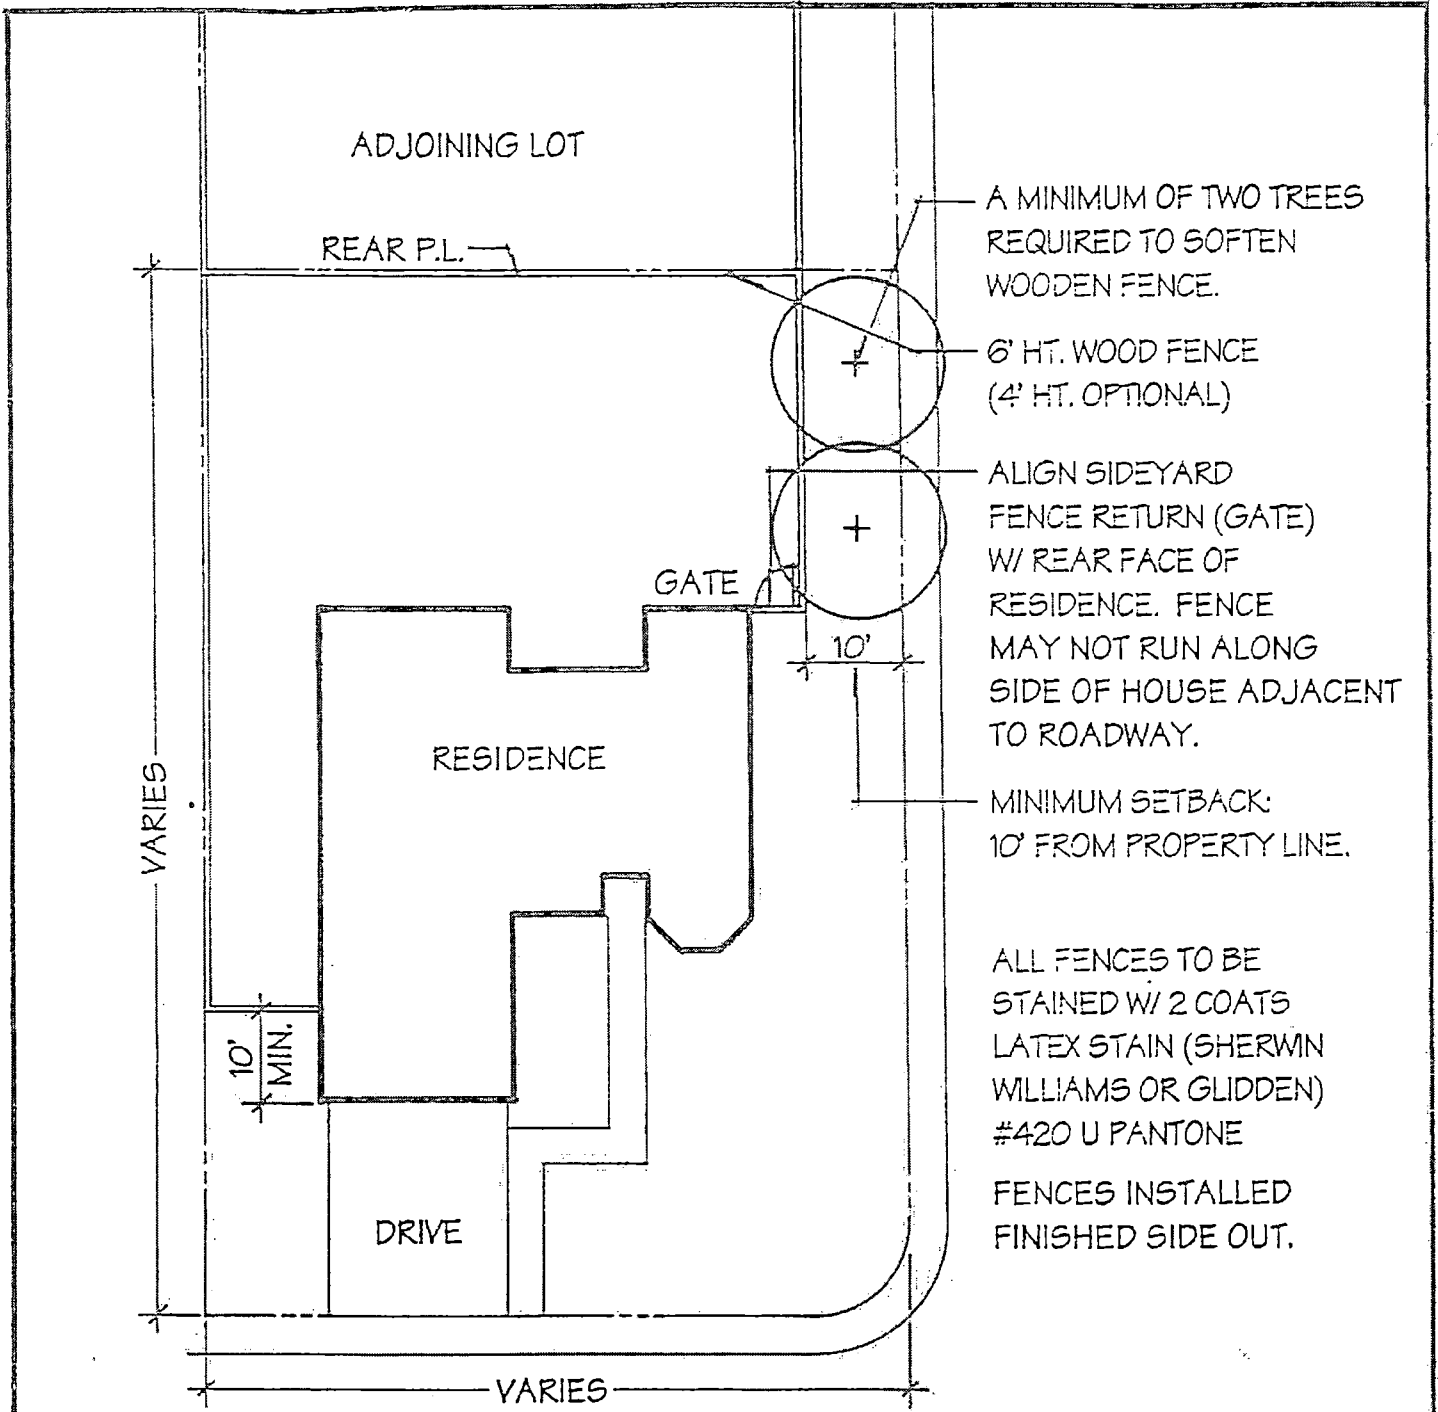 ADJOINING LOT
REAR P.L.
A MINIMUM OF TWO TREES
REQUIRED TO SOFTEN
WOODEN FENCE.
6' HT. WOOD FENCE
(4' HT. OPTIONAL)
ALIGN SIDEYARD
FENCE RETURN (GATE)
W/ REAR FACE OF
RESIDENCE. FENCE
MAY NOT RUN ALONG
SIDE OF HOUSE ADJACENT
TO ROADWAY.
GATE
10'
RESIDENCE
VARIES
MINIMUM SETBACK:
10' FROM PROPERTY LINE.
ALL FENCES TO BE
STAINED W/ 2 COATS
LATEX STAIN (SHERWIN
WILLIAMS OR GLIDDEN)
#420 U PANTONE
FENCES INSTALLED
FINISHED SIDE OUT.
10'
MIN.
DRIVE
VARIES